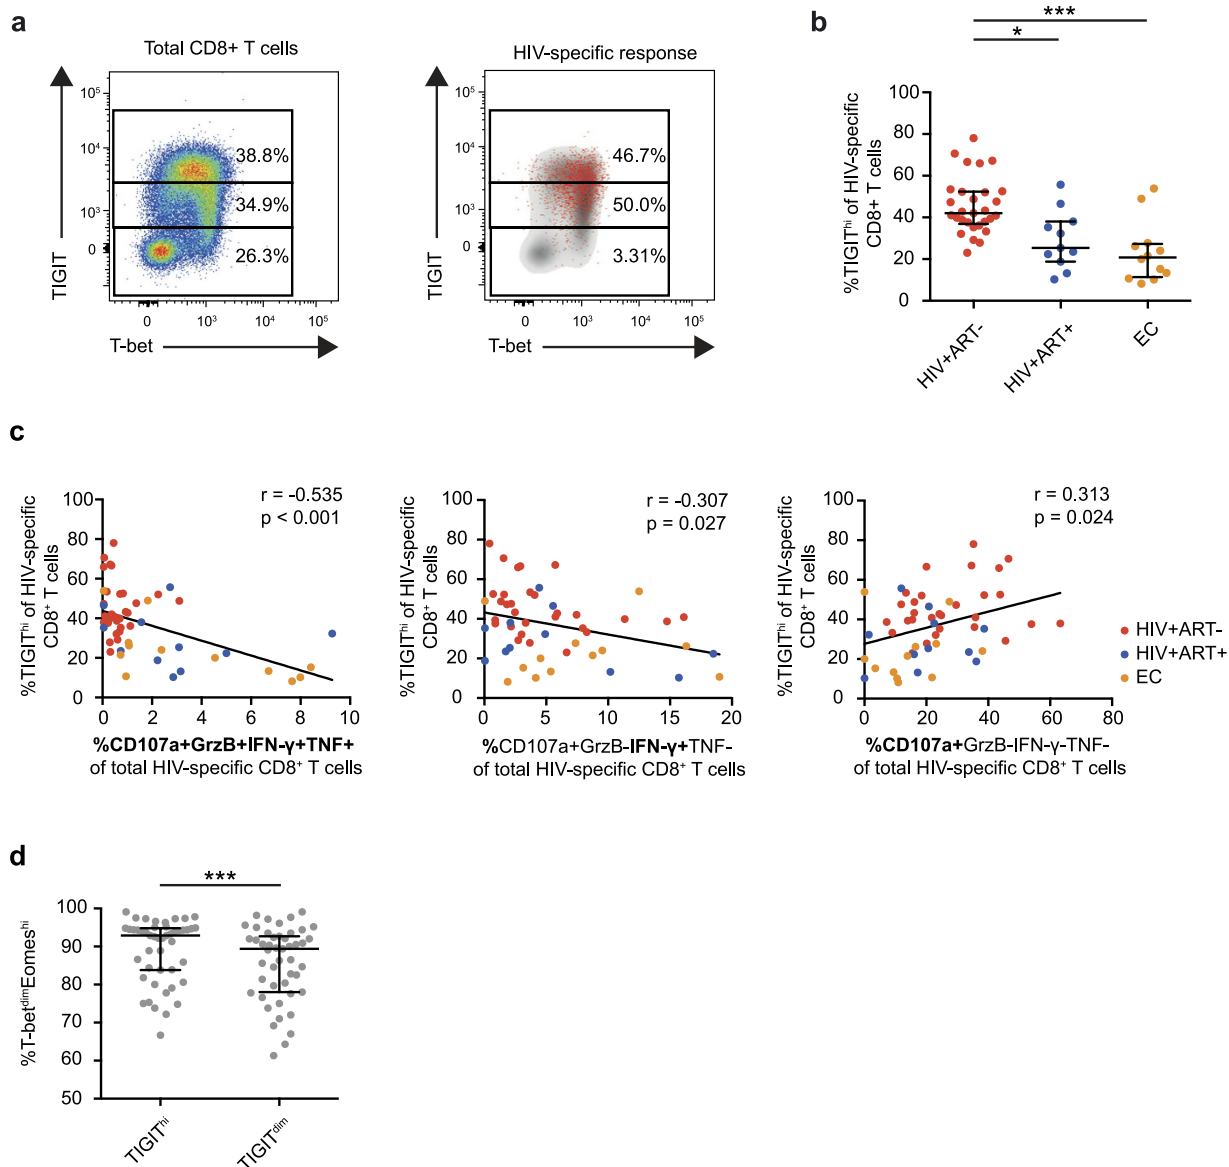 a
Total CD8+ T cells
HIV-specific response
10⁵
10⁴
10³
0
TIGIT
38.8%
34.9%
26.3%
0
10³
10⁴
10⁵
T-bet
10⁵
10⁴
10³
0
TIGIT
46.7%
50.0%
3.31%
0
10³
10⁴
10⁵
T-bet
b
***
*
%TIGITʰⁱ of HIV-specific
CD8+ T cells
100
80
60
40
20
0
HIV+ART-
HIV+ART+
EC
c
%TIGITʰⁱ of HIV-specific
CD8⁺ T cells
100
80
60
40
20
0
r = -0.535
p < 0.001
0 2 4 6 8 10
%CD107a+GrzB+IFN-γ+TNF+
of total HIV-specific CD8⁺ T cells
%TIGITʰⁱ of HIV-specific
CD8⁺ T cells
100
80
60
40
20
0
r = -0.307
p = 0.027
0 5 10 15 20
%CD107a+GrzB-IFN-γ+TNF-
of total HIV-specific CD8⁺ T cells
%TIGITʰⁱ of HIV-specific
CD8⁺ T cells
100
80
60
40
20
0
r = 0.313
p = 0.024
0 20 40 60 80
%CD107a+GrzB-IFN-γ-TNF-
of total HIV-specific CD8⁺ T cells
HIV+ART-
HIV+ART+
EC
d
***
%T-betᵈⁱᵐEomesʰⁱ
100
90
80
70
60
50
TIGITʰⁱ
TIGITᵈⁱᵐ